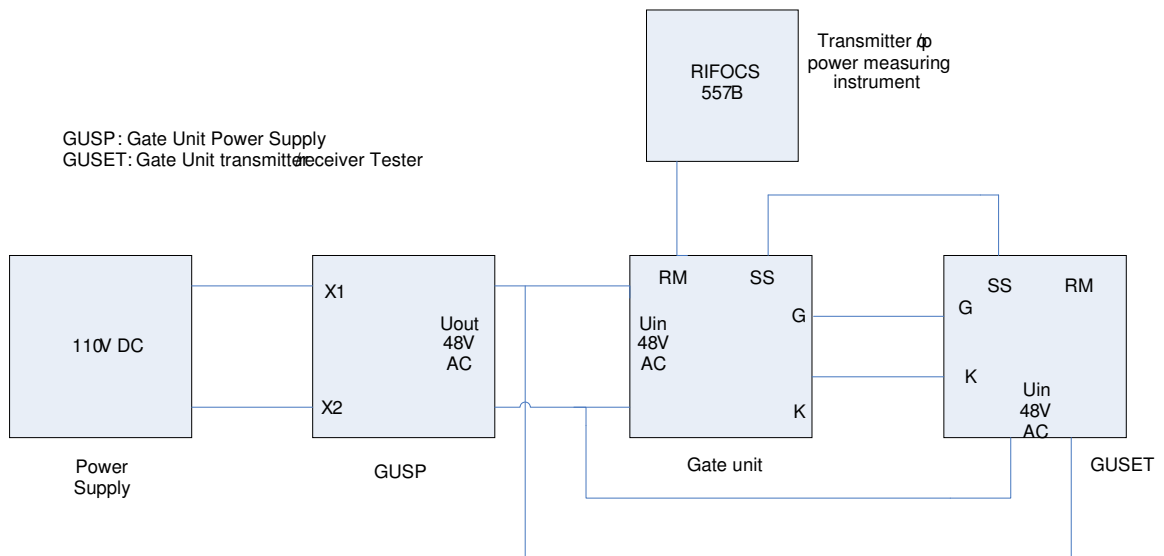 RIFOCS
557B
Transmitter o/p
power measuring
instrument
GUSP: Gate Unit Power Supply
GUSET: Gate Unit transmitter/receiver Tester
110V DC
X1
X2
Uout
48V
AC
RM
SS
Uin
48V
AC
G
K
SS
RM
G
K
Uin
48V
AC
Power
Supply
GUSP
Gate unit
GUSET